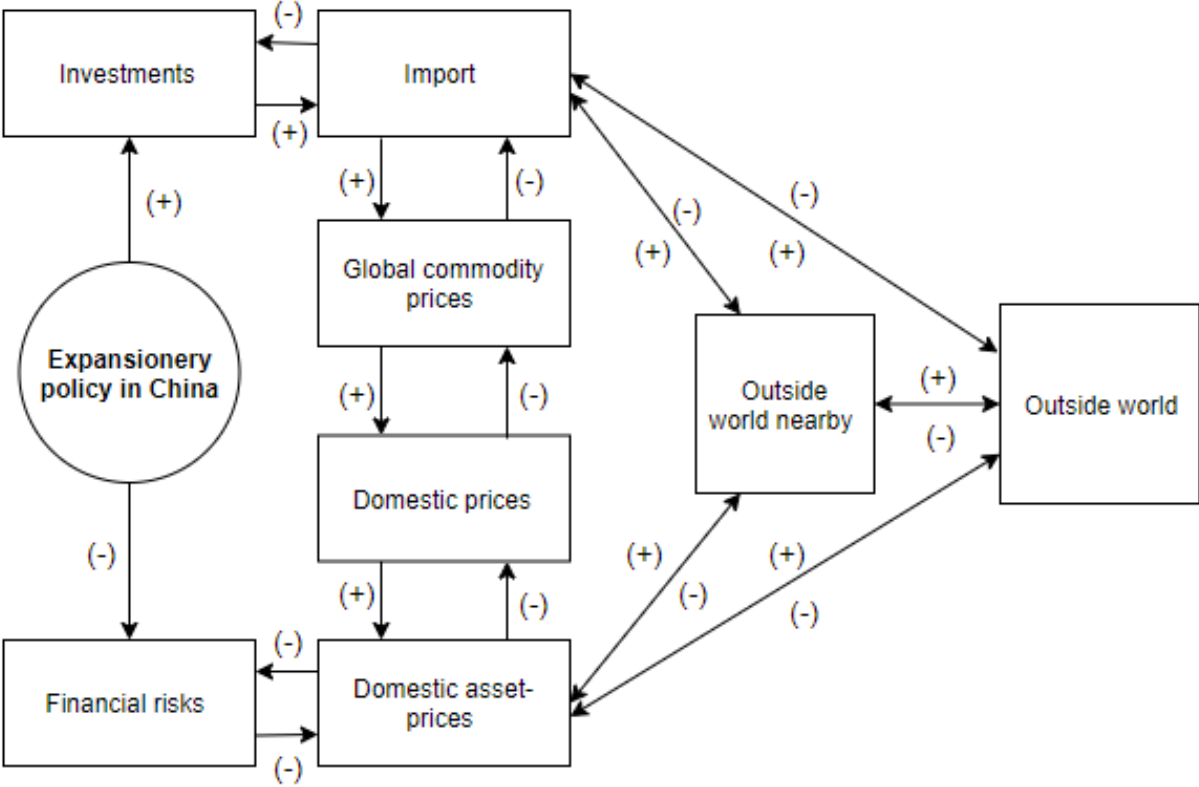 (-)
Investments
Import
(+)
(+)
(+)
(-)
(-)
(+)
(-)
(+)
Global commodity
prices
Expansionery
policy in China
(+)
(-)
Outside
world nearby
(+)
(-)
Outside world
Domestic prices
(-)
(+)
(-)
(+)
(-)
(+)
(-)
(-)
Financial risks
Domestic asset-
prices
(-)